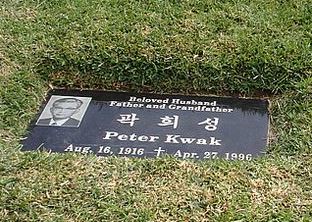 Beloved Husband
Father and Grandfather
곽 희 성
Peter Kwak
Aug. 16, 1916 ✝ Apr. 27, 1996